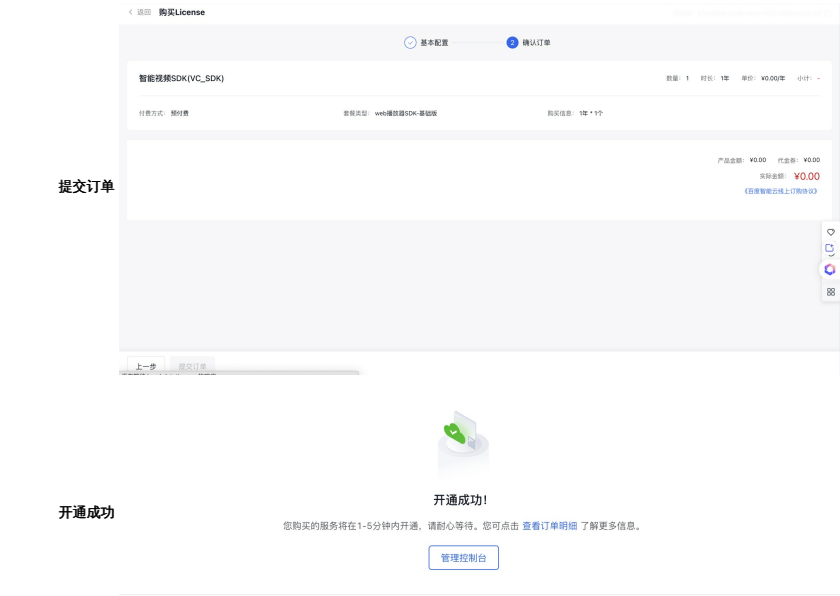 < 返回 购买License
基本配置 2 确认订单
智能视频SDK(VC_SDK) 数量: 1 时长: 1年 单价: ¥0.00/年 小计: -
付费方式: 预付费 套餐类型: web播放器SDK-基础版 购买信息: 1年 * 1个
产品金额: ¥0.00 代金券: ¥0.00
提交订单
实际金额: ¥0.00
《百度智能云线上订购协议》
上一步 提交订单
开通成功!
开通成功
您购买的服务将在1-5分钟内开通, 请耐心等待。您可点击 查看订单明细 了解更多信息。
管理控制台